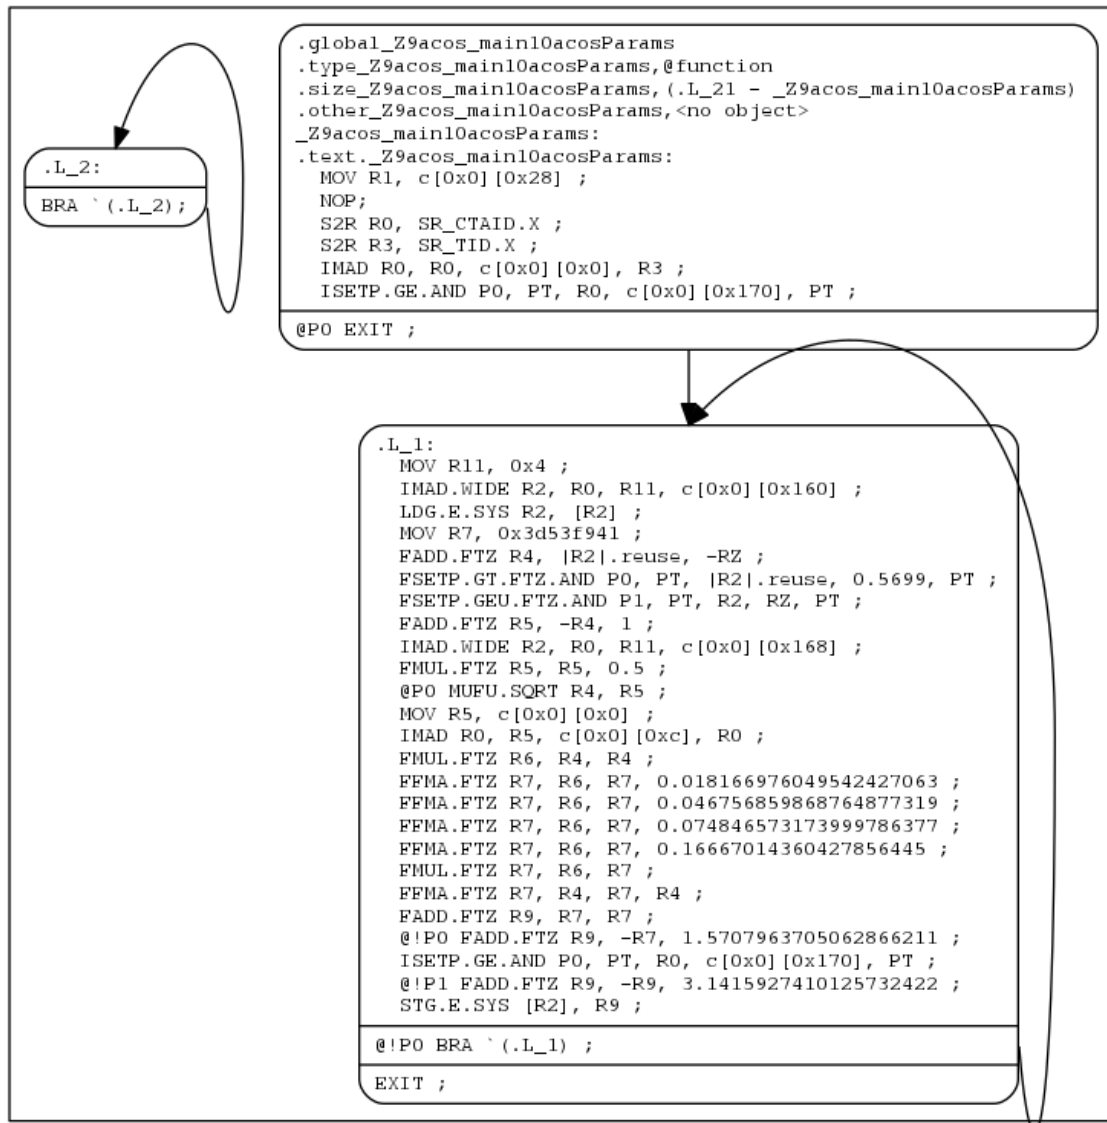 .L_2:
BRA `(.L_2);
.global_Z9acos_main10acosParams
.type_Z9acos_main10acosParams,@function
.size_Z9acos_main10acosParams,(.L_21 - _Z9acos_main10acosParams)
.other_Z9acos_main10acosParams,<no object>
_Z9acos_main10acosParams:
.text._Z9acos_main10acosParams:
MOV R1, c[0x0][0x28] ;
NOP;
S2R R0, SR_CTAID.X ;
S2R R3, SR_TID.X ;
IMAD R0, R0, c[0x0][0x0], R3 ;
ISETP.GE.AND P0, PT, R0, c[0x0][0x170], PT ;
@P0 EXIT ;
.L_1:
MOV R11, 0x4 ;
IMAD.WIDE R2, R0, R11, c[0x0][0x160] ;
LDG.E.SYS R2, [R2] ;
MOV R7, 0x3d53f941 ;
FADD.FTZ R4, |R2|.reuse, -RZ ;
FSETP.GT.FTZ.AND P0, PT, |R2|.reuse, 0.5699, PT ;
FSETP.GEU.FTZ.AND P1, PT, R2, RZ, PT ;
FADD.FTZ R5, -R4, 1 ;
IMAD.WIDE R2, R0, R11, c[0x0][0x168] ;
FMUL.FTZ R5, R5, 0.5 ;
@P0 MUFU.SQRT R4, R5 ;
MOV R5, c[0x0][0x0] ;
IMAD R0, R5, c[0x0][0xc], R0 ;
FMUL.FTZ R6, R4, R4 ;
FFMA.FTZ R7, R6, R7, 0.018166976049542427063 ;
FFMA.FTZ R7, R6, R7, 0.046756859868764877319 ;
FFMA.FTZ R7, R6, R7, 0.074846573173999786377 ;
FFMA.FTZ R7, R6, R7, 0.16667014360427856445 ;
FMUL.FTZ R7, R6, R7 ;
FFMA.FTZ R7, R4, R7, R4 ;
FADD.FTZ R9, R7, R7 ;
@!P0 FADD.FTZ R9, -R7, 1.5707963705062866211 ;
ISETP.GE.AND P0, PT, R0, c[0x0][0x170], PT ;
@!P1 FADD.FTZ R9, -R9, 3.1415927410125732422 ;
STG.E.SYS [R2], R9 ;
@!P0 BRA `(.L_1) ;
EXIT ;